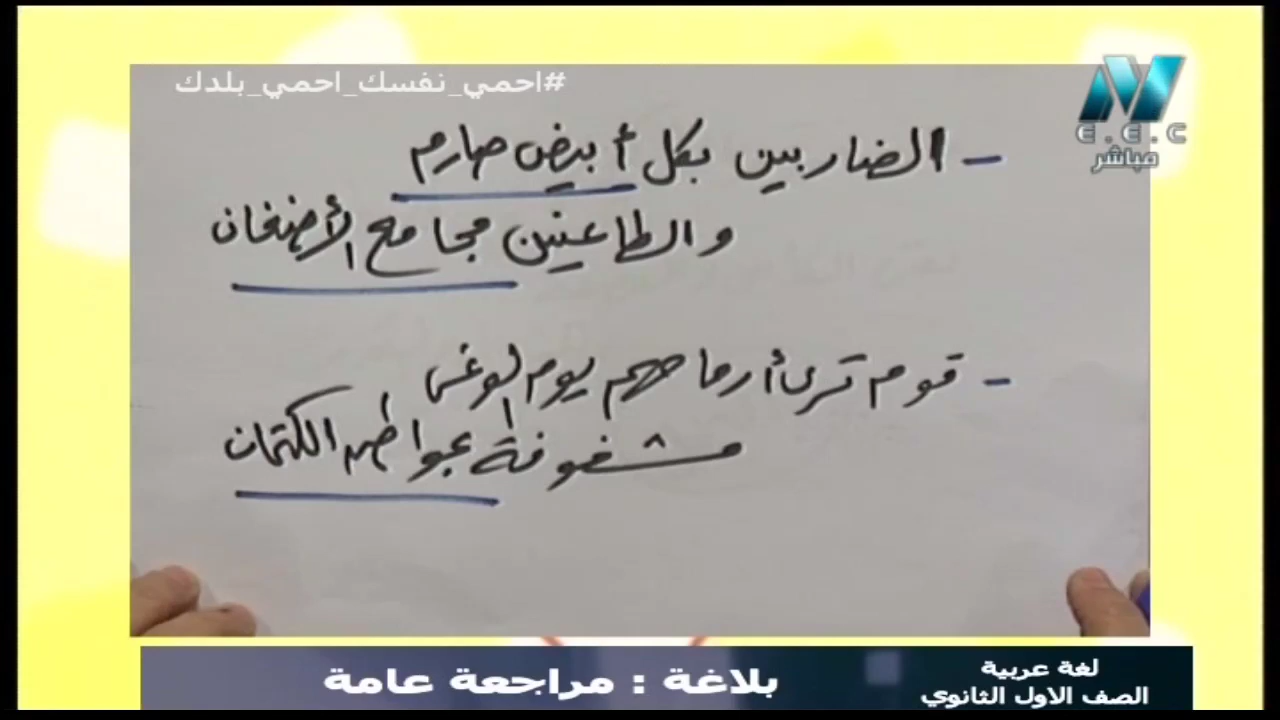 #احمي_نفسك_احمي_بلدك
E.E.C
مباشر
- الضاربين بكل أبيض صارم
والطاعنين مجامع الأضغان
- قوم ترى أرماحهم يوم الوغى
مشغوفة بمواطن الكتمان
بلاغة : مراجعة عامة
لغة عربية
الصف الاول الثانوي